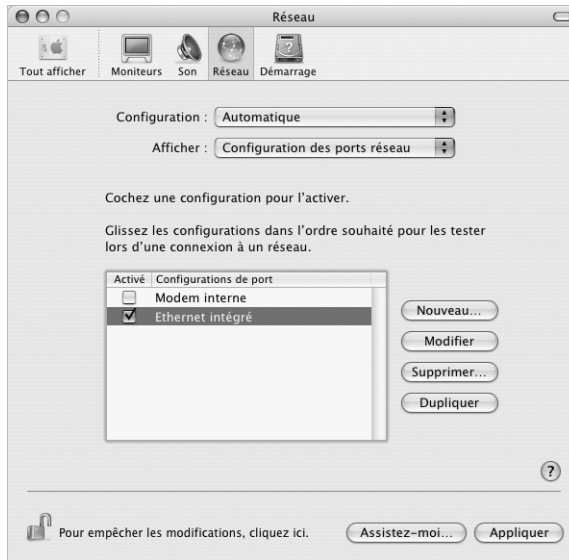 Réseau
Tout afficher
Moniteurs
Son
Réseau
Démarrage
Configuration : Automatique
Afficher : Configuration des ports réseau
Cochez une configuration pour l'activer.
Glissez les configurations dans l'ordre souhaité pour les tester
lors d'une connexion à un réseau.
Activé Configurations de port
Modem interne
Ethernet intégré
Nouveau...
Modifier
Supprimer...
Dupliquer
?
Pour empêcher les modifications, cliquez ici.
Assistez-moi...
Appliquer